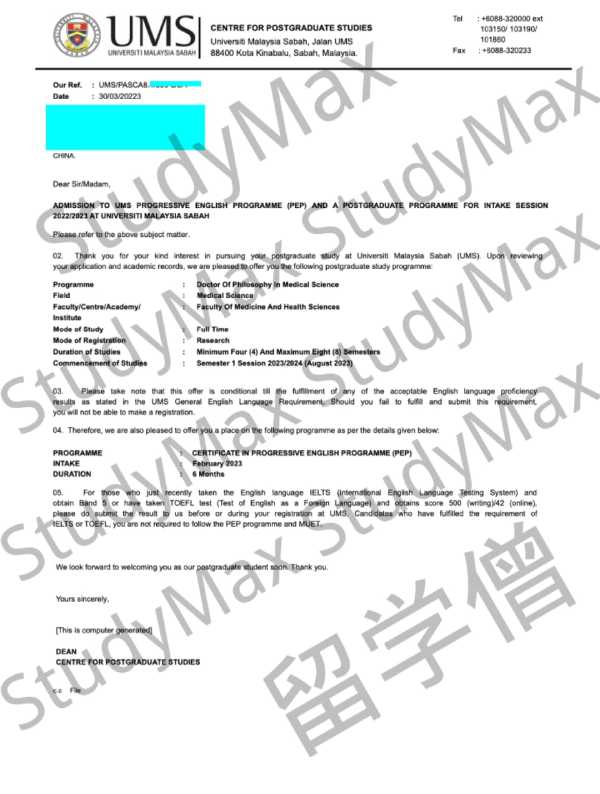 UMS
UNIVERSITI MALAYSIA SABAH
CENTRE FOR POSTGRADUATE STUDIES
Universiti Malaysia Sabah, Jalan UMS
88400 Kota Kinabalu, Sabah, Malaysia.
Tel : +6088-320000 ext
103150/ 103190/
101860
Fax : +6088-320233
Our Ref. : UMS/PASCA8/
Date : 30/03/20223
CHINA.
Dear Sir/Madam,
ADMISSION TO UMS PROGRESSIVE ENGLISH PROGRAMME (PEP) AND A POSTGRADUATE PROGRAMME FOR INTAKE SESSION
2022/2023 AT UNIVERSITI MALAYSIA SABAH
Please refer to the above subject matter.
02. Thank you for your kind interest in pursuing your postgraduate study at Universiti Malaysia Sabah (UMS). Upon reviewing
your application and academic records, we are pleased to offer you the following postgraduate study programme:
Programme : Doctor Of Philosophy In Medical Science
Field : Medical Science
Faculty/Centre/Academy/ : Faculty Of Medicine And Health Sciences
Institute
Mode of Study : Full Time
Mode of Registration : Research
Duration of Studies : Minimum Four (4) And Maximum Eight (8) Semesters
Commencement of Studies : Semester 1 Session 2023/2024 (August 2023)
03. Please take note that this offer is conditional till the fulfillment of any of the acceptable English language proficiency
results as stated in the UMS General English Language Requirement. Should you fail to fulfill and submit this requirement,
you will not be able to make a registration.
04. Therefore, we are also pleased to offer you a place on the following programme as per the details given below:
PROGRAMME : CERTIFICATE IN PROGRESSIVE ENGLISH PROGRAMME (PEP)
INTAKE : February 2023
DURATION : 6 Months
05. For those who just recently taken the English language IELTS (International English Language Testing System) and
obtain Band 5 or have taken TOEFL test (Test of English as a Foreign Language) and obtains score 500 (writing)/42 (online),
please do submit the result to us before or during your registration at UMS. Candidates who have fulfilled the requirement of
IELTS or TOEFL, you are not required to follow the PEP programme and MUET.
We look forward to welcoming you as our postgraduate student soon. Thank you.
Yours sincerely,
[This is computer generated]
DEAN
CENTRE FOR POSTGRADUATE STUDIES
c.c File
StudyMax StudyMax
StudyMax StudyMax
StudyMax StudyMax
StudyMax StudyMax
留学僧